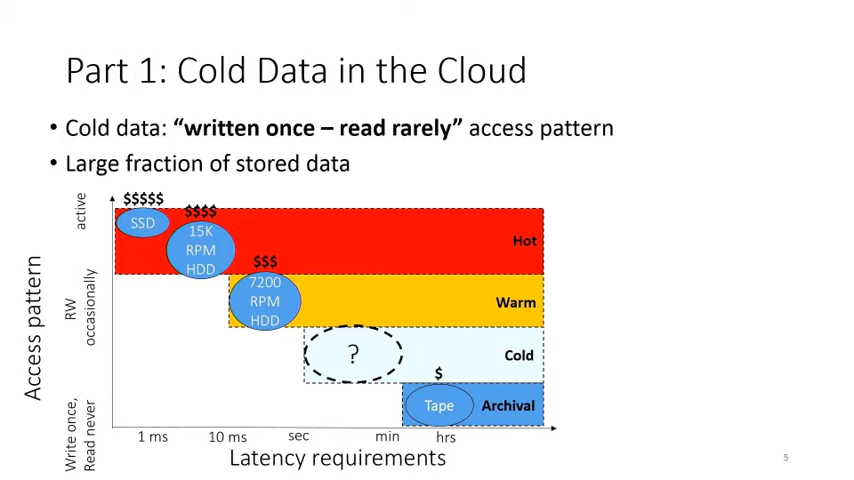 Part 1: Cold Data in the Cloud
• Cold data: “written once – read rarely” access pattern
• Large fraction of stored data
$$$$$
$$$$
$$$
$
SSD
15K
RPM
HDD
7200
RPM
HDD
?
Tape
Hot
Warm
Cold
Archival
Access pattern
active
RW
occasionally
Write once,
Read never
1 ms
10 ms
sec
min
hrs
Latency requirements
5